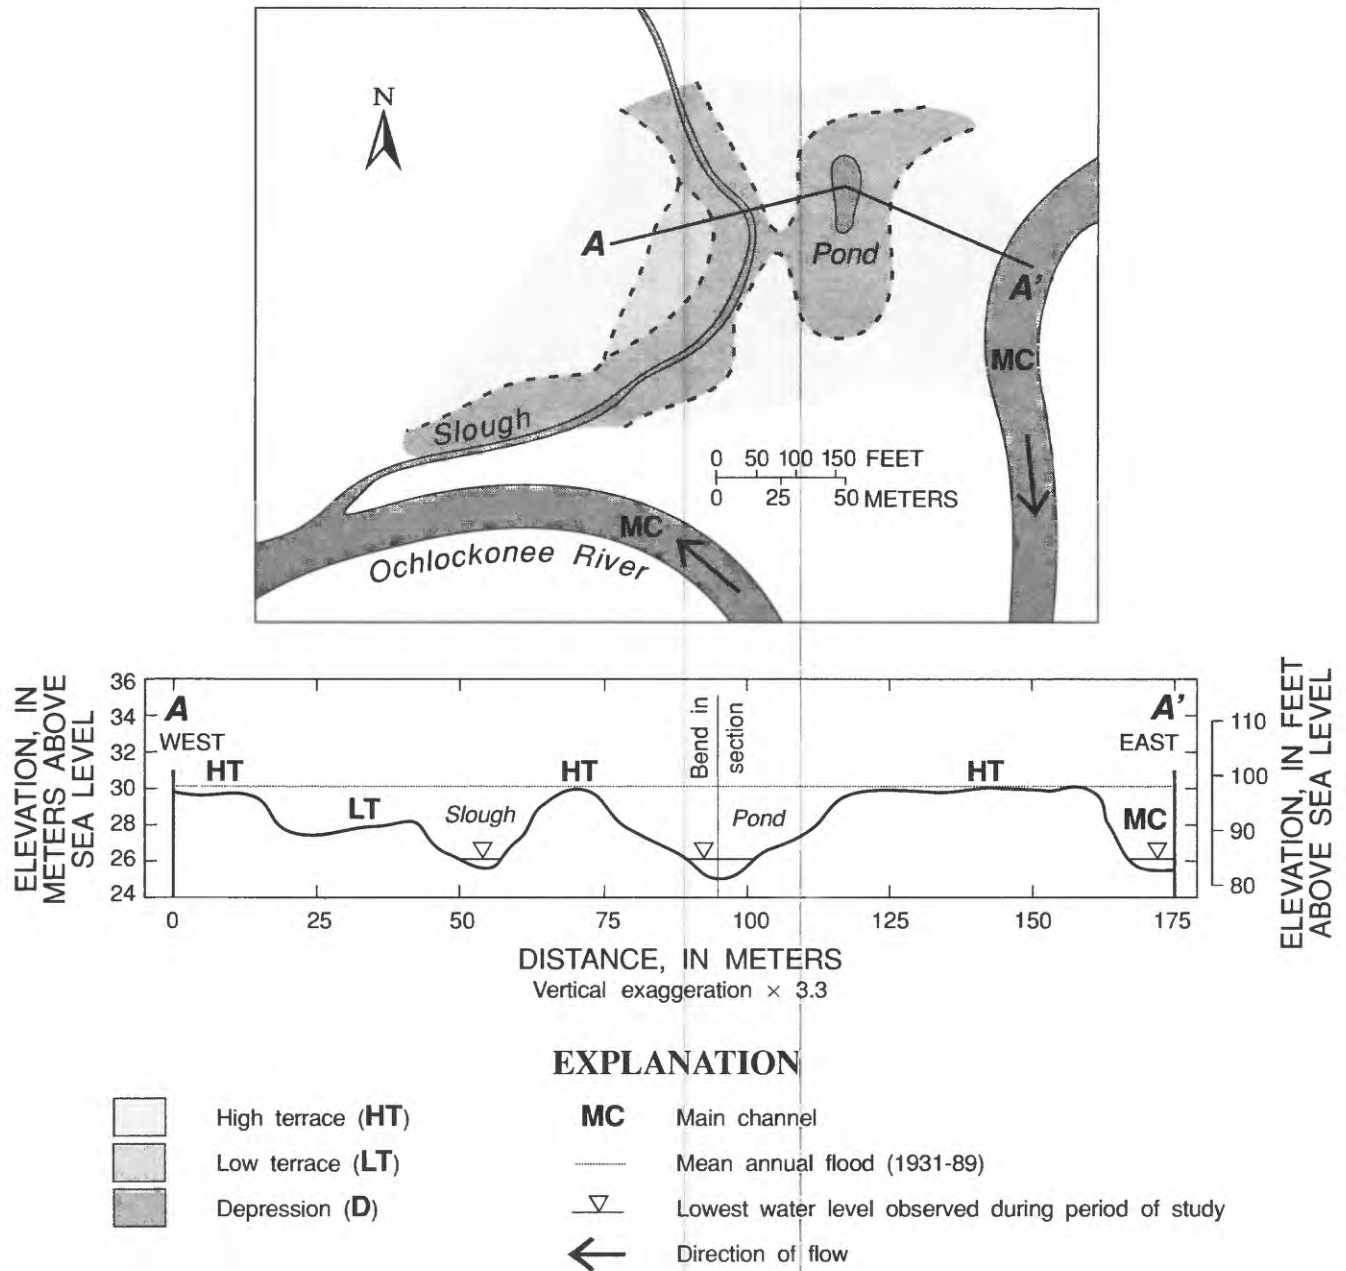 N
A
Pond
A'
MC
Slough
0 50 100 150 FEET
0 25 50 METERS
MC
Ochlockonee River
ELEVATION, IN
METERS ABOVE
SEA LEVEL
36
34
32
30
28
26
24
A
WEST
HT
LT
Slough
HT
Bend in
section
Pond
HT
A'
EAST
MC
110
100
90
80
ELEVATION, IN FEET
ABOVE SEA LEVEL
0 25 50 75 100 125 150 175
DISTANCE, IN METERS
Vertical exaggeration × 3.3
EXPLANATION
High terrace (HT)
Low terrace (LT)
Depression (D)
MC Main channel
Mean annual flood (1931-89)
Lowest water level observed during period of study
Direction of flow